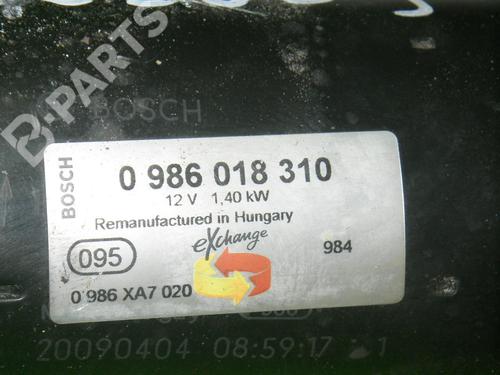 B-PARTS
BOSCH
BOSCH
0 986 018 310
12 V 1,40 kW
Remanufactured in Hungary
eXchange
095
984
0 986 XA7 020
20090404 08:59:17 1